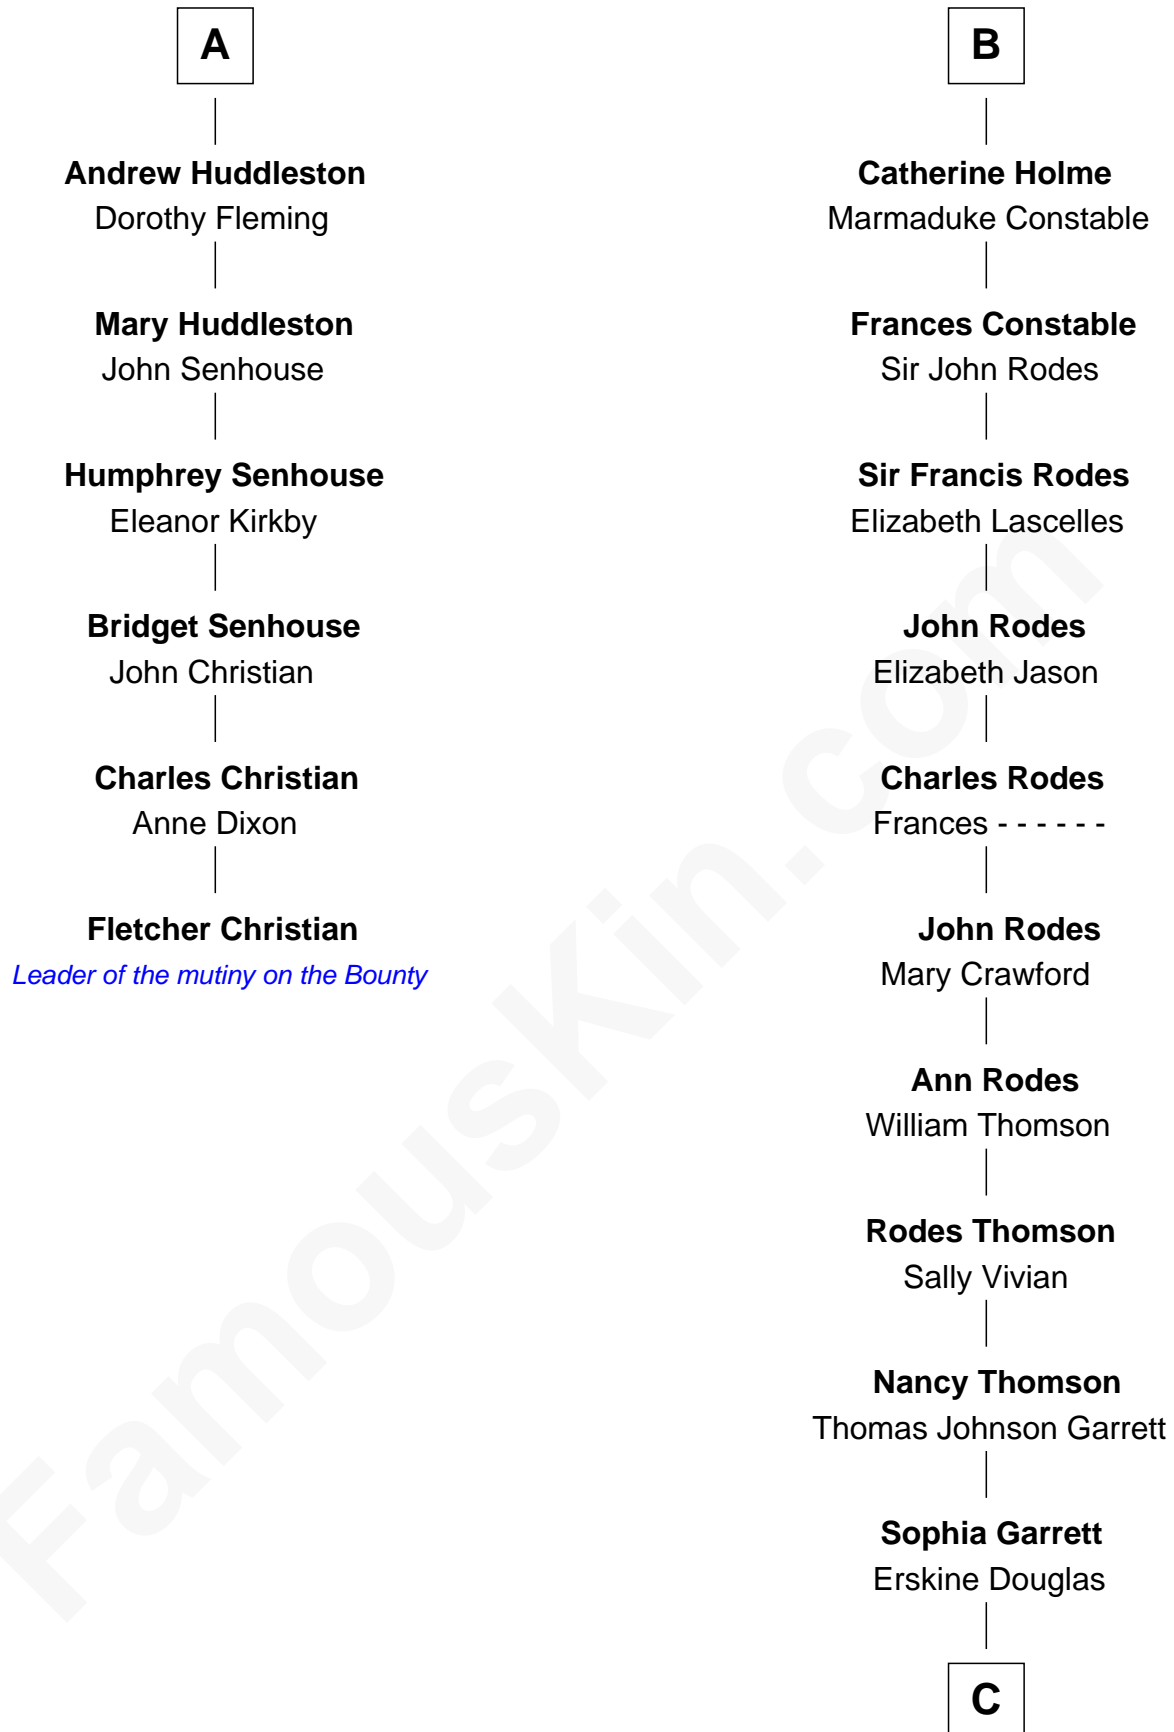 A
Andrew Huddleston
Dorothy Fleming
Mary Huddleston
John Senhouse
Humphrey Senhouse
Eleanor Kirkby
Bridget Senhouse
John Christian
Charles Christian
Anne Dixon
Fletcher Christian
Leader of the mutiny on the Bounty
B
Catherine Holme
Marmaduke Constable
Frances Constable
Sir John Rodes
Sir Francis Rodes
Elizabeth Lascelles
John Rodes
Elizabeth Jason
Charles Rodes
Frances - - - - - -
John Rodes
Mary Crawford
Ann Rodes
William Thomson
Rodes Thomson
Sally Vivian
Nancy Thomson
Thomas Johnson Garrett
Sophia Garrett
Erskine Douglas
C
FamousKin.com